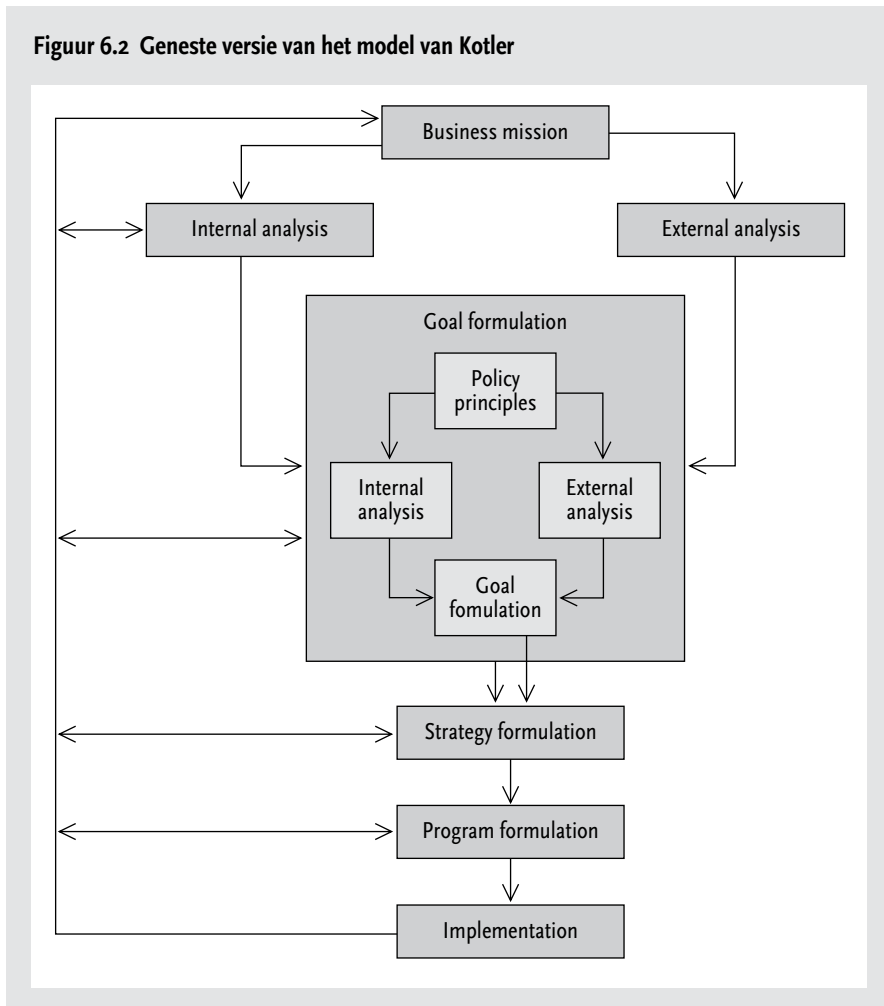 Figuur 6.2 Geneste versie van het model van Kotler
Business mission
Internal analysis
External analysis
Goal formulation
Policy
principles
Internal
analysis
External
analysis
Goal
fomulation
Strategy formulation
Program formulation
Implementation